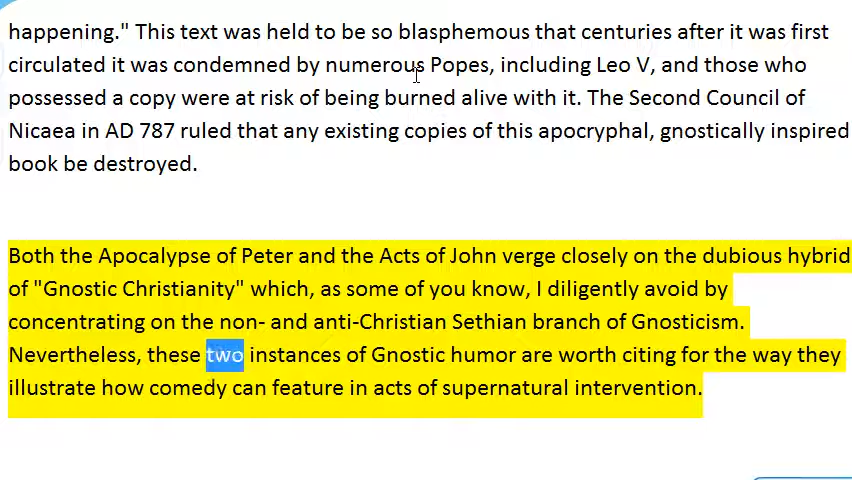 happening." This text was held to be so blasphemous that centuries after it was first
circulated it was condemned by numerous Popes, including Leo V, and those who
possessed a copy were at risk of being burned alive with it. The Second Council of
Nicaea in AD 787 ruled that any existing copies of this apocryphal, gnostically inspired
book be destroyed.
Both the Apocalypse of Peter and the Acts of John verge closely on the dubious hybrid
of "Gnostic Christianity" which, as some of you know, I diligently avoid by
concentrating on the non- and anti-Christian Sethian branch of Gnosticism.
Nevertheless, these two instances of Gnostic humor are worth citing for the way they
illustrate how comedy can feature in acts of supernatural intervention.